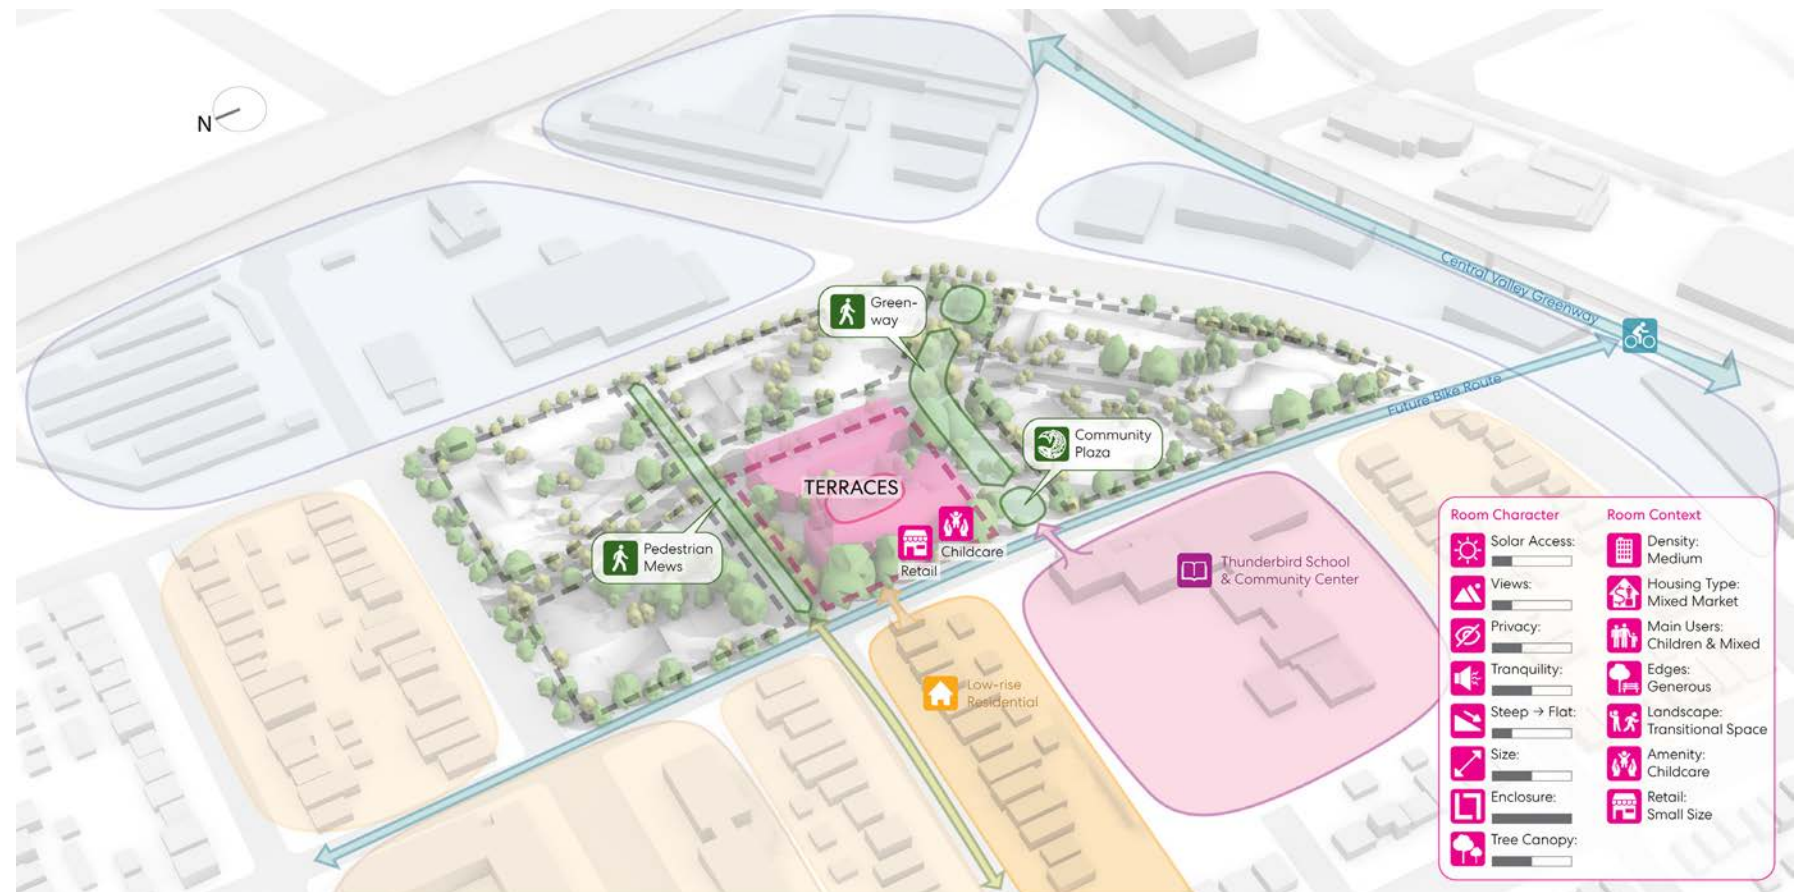 N
Green-
way
Community
Plaza
TERRACES
Childcare
Retail
Pedestrian
Mews
Central Valley Greenway
Future Bike Route
Thunderbird School
& Community Center
Low-rise
Residential
Room Character
Solar Access:
Views:
Privacy:
Tranquility:
Steep → Flat:
Size:
Enclosure:
Tree Canopy:
Room Context
Density:
Medium
Housing Type:
Mixed Market
Main Users:
Children & Mixed
Edges:
Generous
Landscape:
Transitional Space
Amenity:
Childcare
Retail:
Small Size